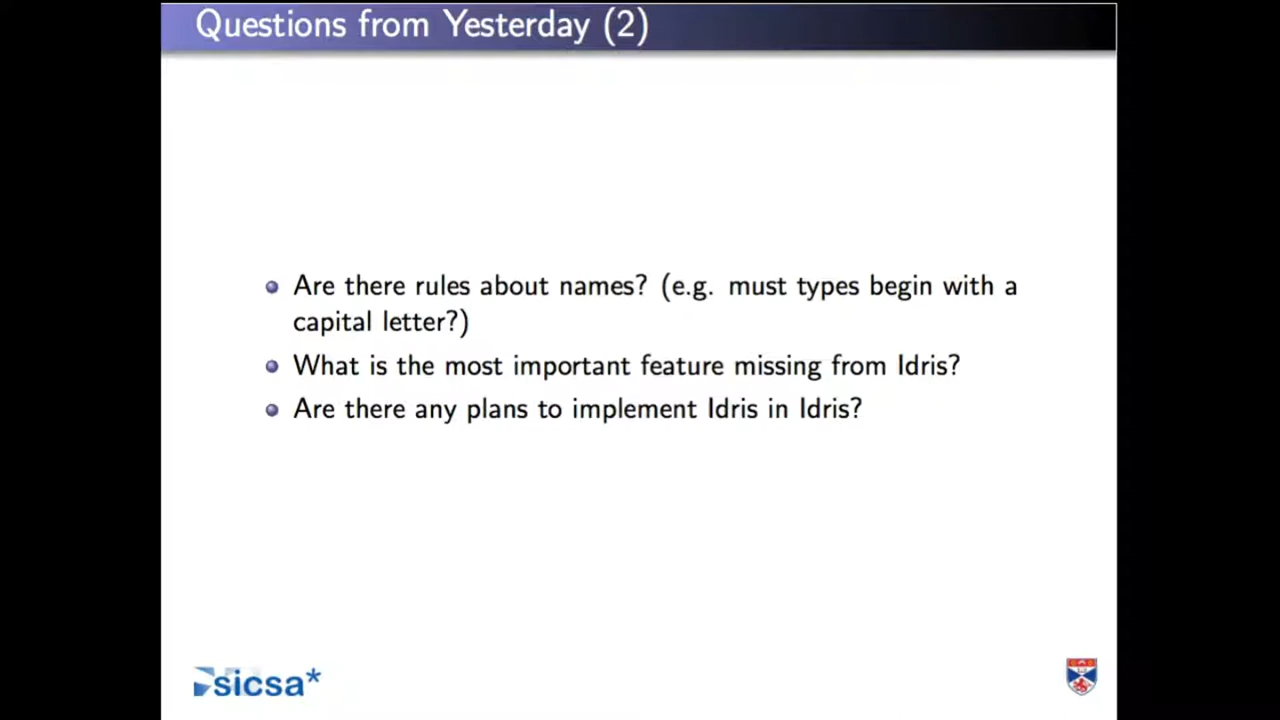 Questions from Yesterday (2)
Are there rules about names? (e.g. must types begin with a
capital letter?)
What is the most important feature missing from Idris?
Are there any plans to implement Idris in Idris?
sicsa*